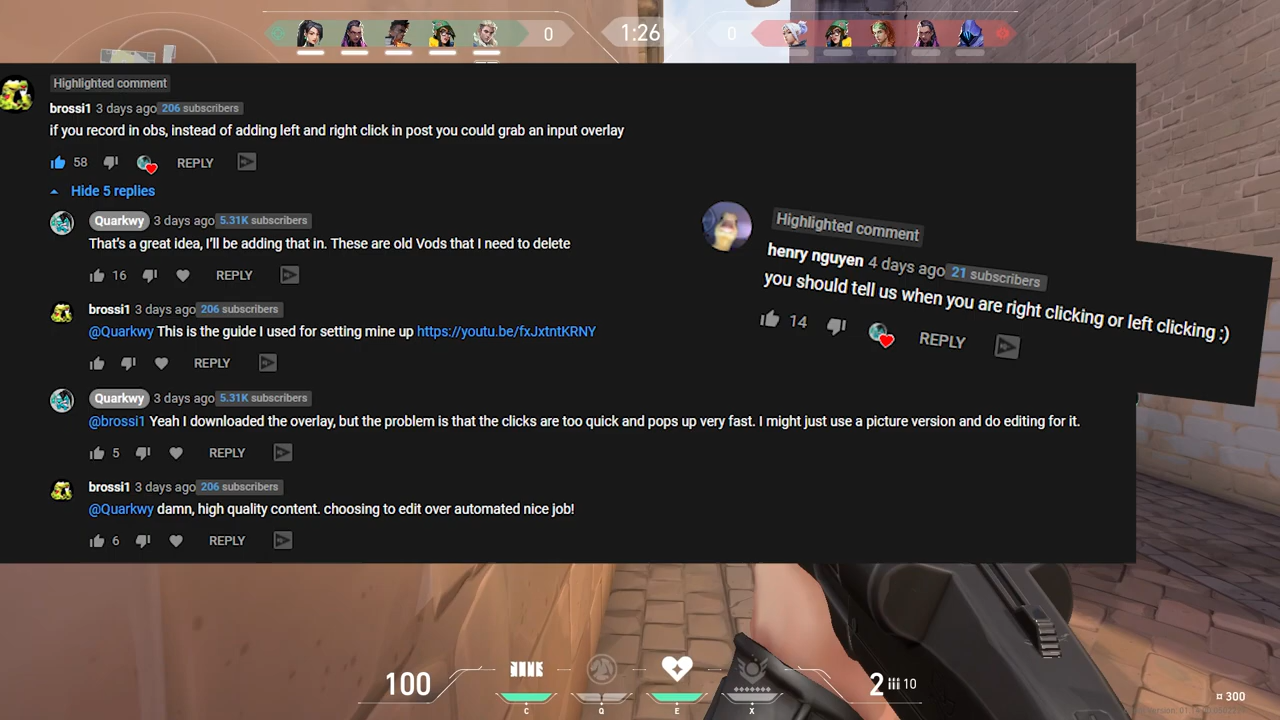 0 1:26 0
Highlighted comment
brossi1 3 days ago 206 subscribers
if you record in obs, instead of adding left and right click in post you could grab an input overlay
58 REPLY
Hide 5 replies
Quarkwy 3 days ago 5.31K subscribers
That's a great idea, I'll be adding that in. These are old Vods that I need to delete
16 REPLY
brossi1 3 days ago 206 subscribers
@Quarkwy This is the guide I used for setting mine up https://youtu.be/fxJxtntKRNY
REPLY
Quarkwy 3 days ago 5.31K subscribers
@brossi1 Yeah I downloaded the overlay, but the problem is that the clicks are too quick and pops up very fast. I might just use a picture version and do editing for it.
5 REPLY
brossi1 3 days ago 206 subscribers
@Quarkwy damn, high quality content. choosing to edit over automated nice job!
6 REPLY
Highlighted comment
henry nguyen 4 days ago 21 subscribers
you should tell us when you are right clicking or left clicking :)
14 REPLY
100 2 10
C Q E X
¤ 300